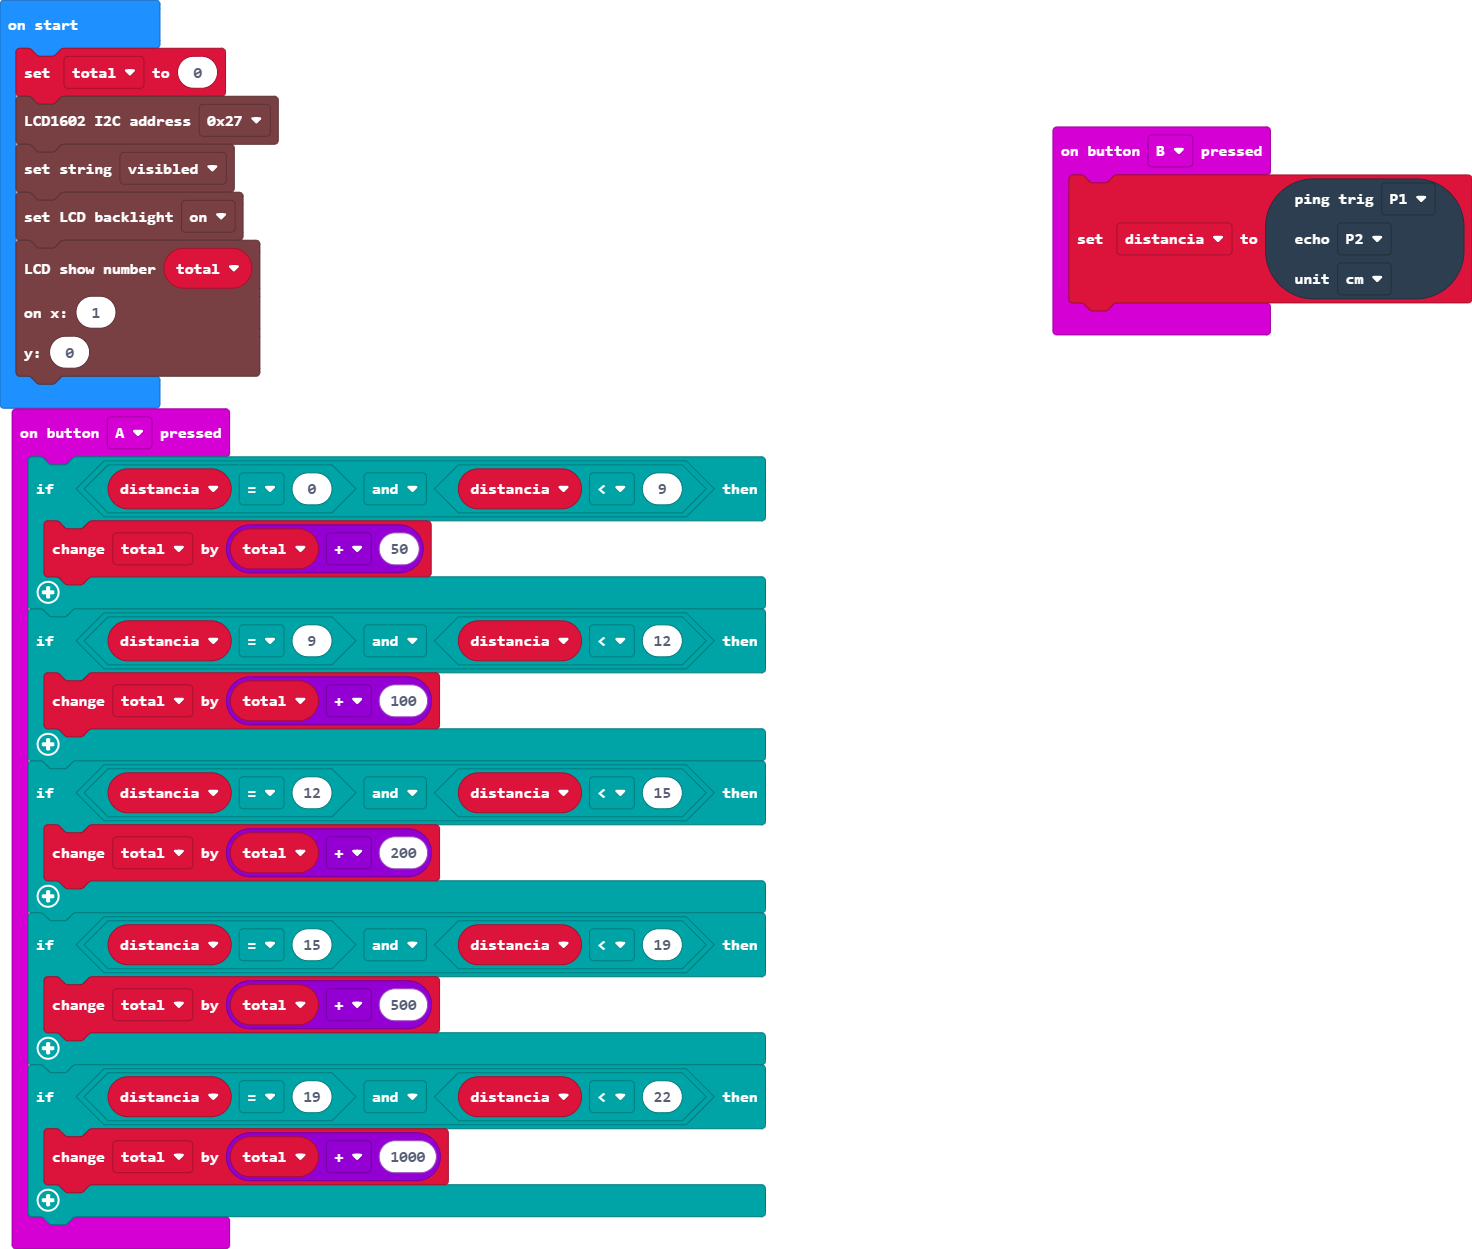 on start
set total to 0
LCD1602 I2C address 0x27
set string visibled
set LCD backlight on
LCD show number total
on x: 1
y: 0
on button B pressed
set distancia to
ping trig P1
echo P2
unit cm
on button A pressed
if distancia = 0 and distancia < 9 then
change total by total + 50
if distancia = 9 and distancia < 12 then
change total by total + 100
if distancia = 12 and distancia < 15 then
change total by total + 200
if distancia = 15 and distancia < 19 then
change total by total + 500
if distancia = 19 and distancia < 22 then
change total by total + 1000